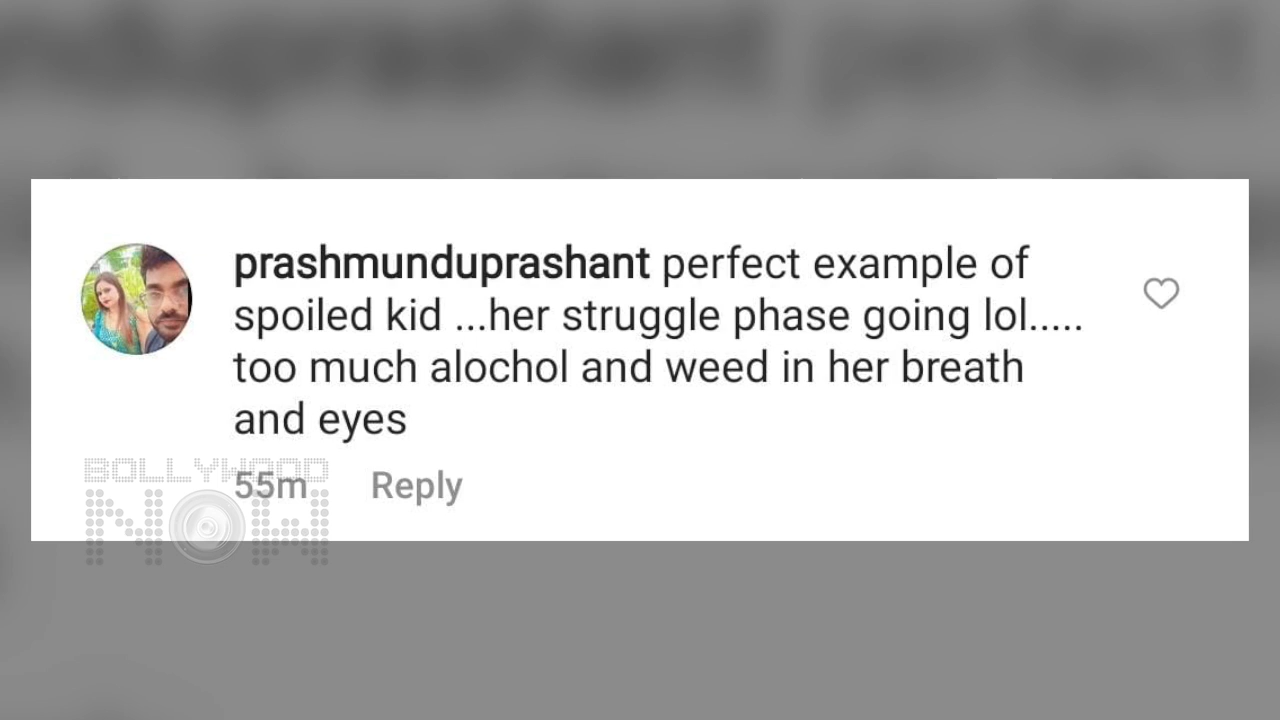 prashmunduprashant perfect example of
spoiled kid ...her struggle phase going lol.....
too much alochol and weed in her breath
and eyes
55m Reply
BOLLYWOOD
NOW